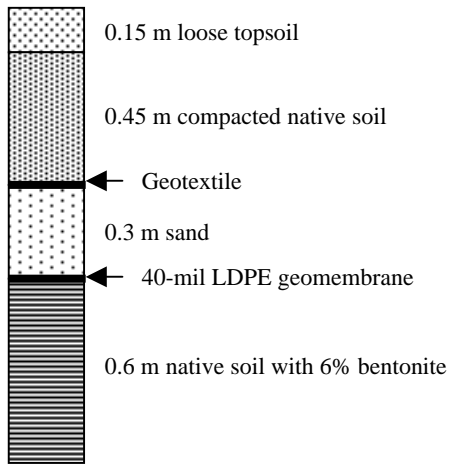 0.15 m loose topsoil
0.45 m compacted native soil
Geotextile
0.3 m sand
40-mil LDPE geomembrane
0.6 m native soil with 6% bentonite